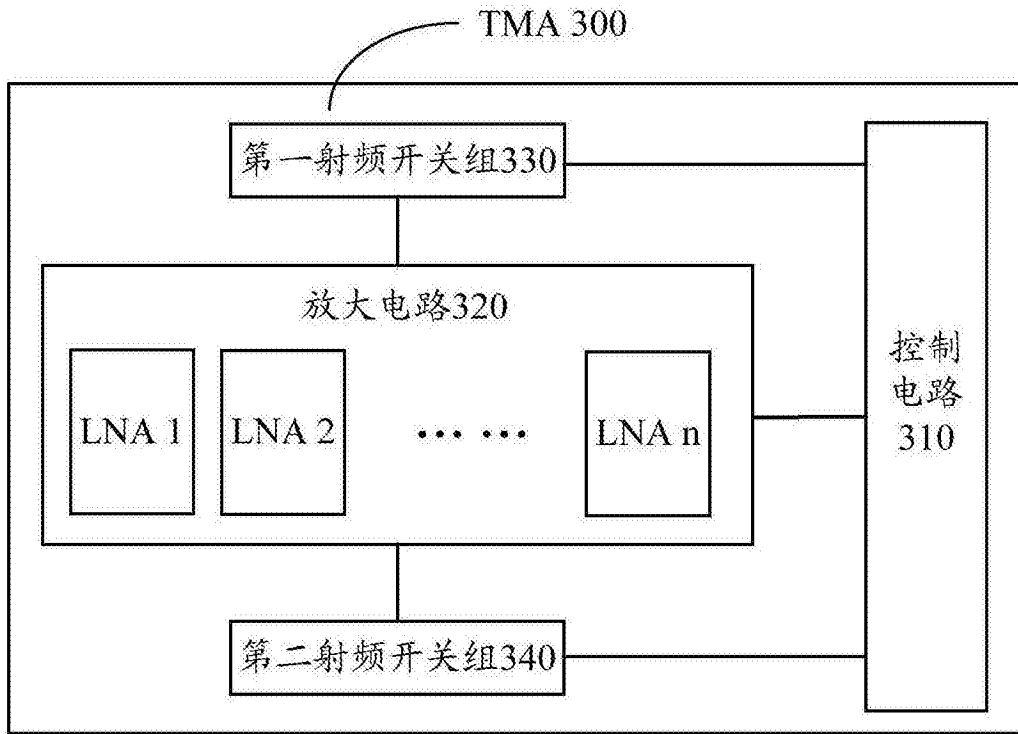 TMA 300
第一射频开关组330
放大电路320
LNA 1
LNA 2
… …
LNA n
控制
电路
310
第二射频开关组340